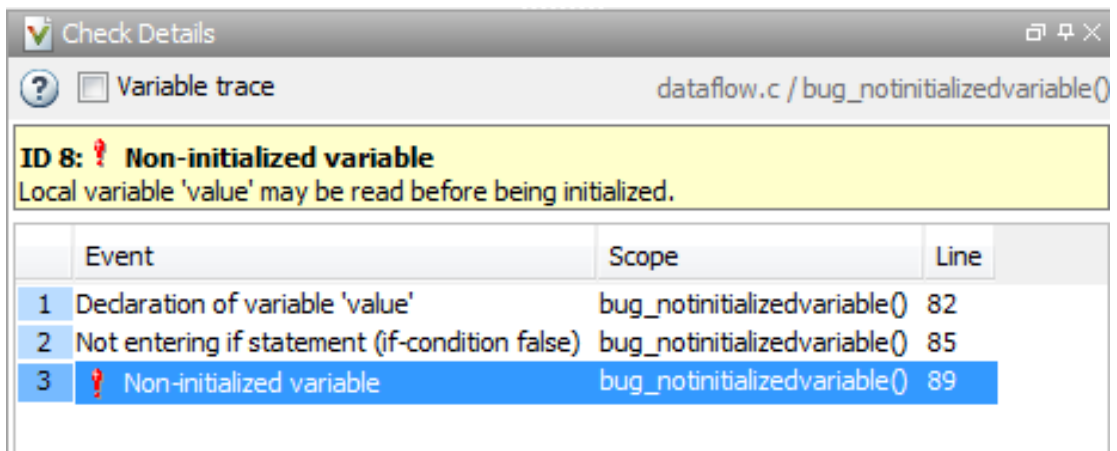 Check Details
Variable trace dataflow.c / bug_notinitializedvariable()
ID 8: Non-initialized variable
Local variable 'value' may be read before being initialized.
Event Scope Line
1 Declaration of variable 'value' bug_notinitializedvariable() 82
2 Not entering if statement (if-condition false) bug_notinitializedvariable() 85
3 Non-initialized variable bug_notinitializedvariable() 89